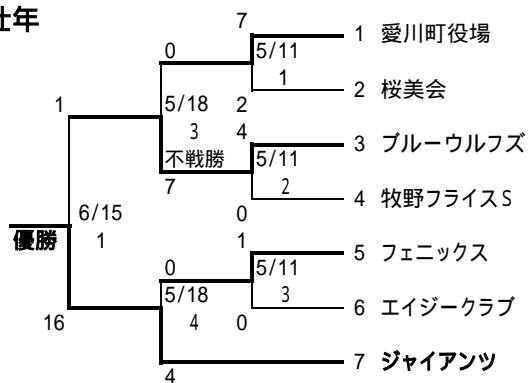 壮年
7
0
5/11
1 愛川町役場
1
2 桜美会
1
5/18
2
3
4
3 ブルーウルフズ
不戦勝
5/11
7
2
4 牧野フライスS
6/15
0
優勝
1
1
5 フェニックス
0
5/11
5/18
3
6 エイジークラブ
16
4
0
7 ジャイアンツ
4